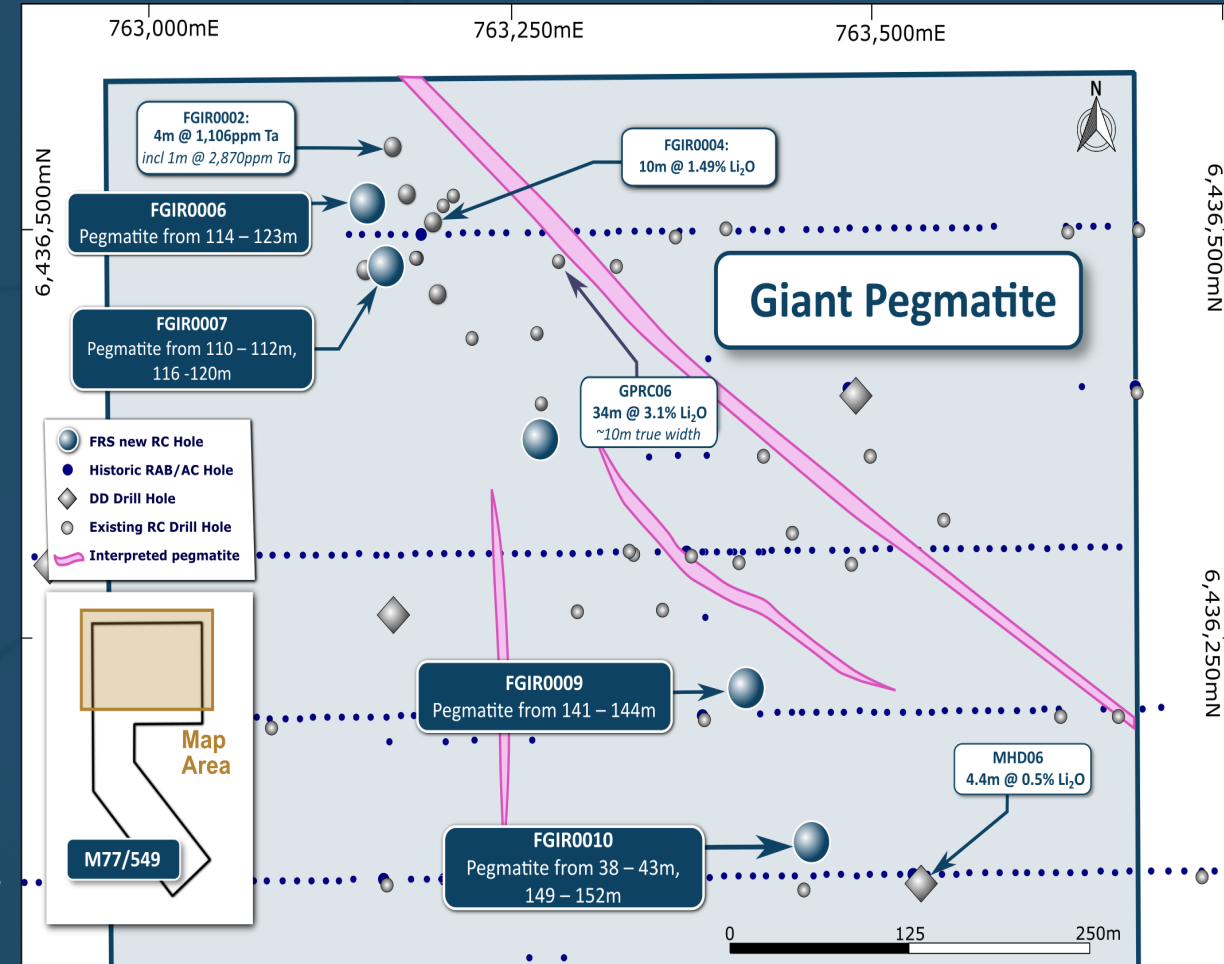 763,000mE
763,250mE
763,500mE
N
FGIR0002:
4m @ 1,106ppm Ta
incl 1m @ 2,870ppm Ta
FGIR0004:
10m @ 1.49% Li₂O
6,436,500mN
6,436,500mN
FGIR0006
Pegmatite from 114 – 123m
Giant Pegmatite
FGIR0007
Pegmatite from 110 – 112m,
116 -120m
GPRC06
34m @ 3.1% Li₂O
~10m true width
FRS new RC Hole
Historic RAB/AC Hole
DD Drill Hole
Existing RC Drill Hole
Interpreted pegmatite
6,436,250mN
FGIR0009
Pegmatite from 141 – 144m
Map
Area
M77/549
MHD06
4.4m @ 0.5% Li₂O
FGIR0010
Pegmatite from 38 – 43m,
149 – 152m
0
125
250m